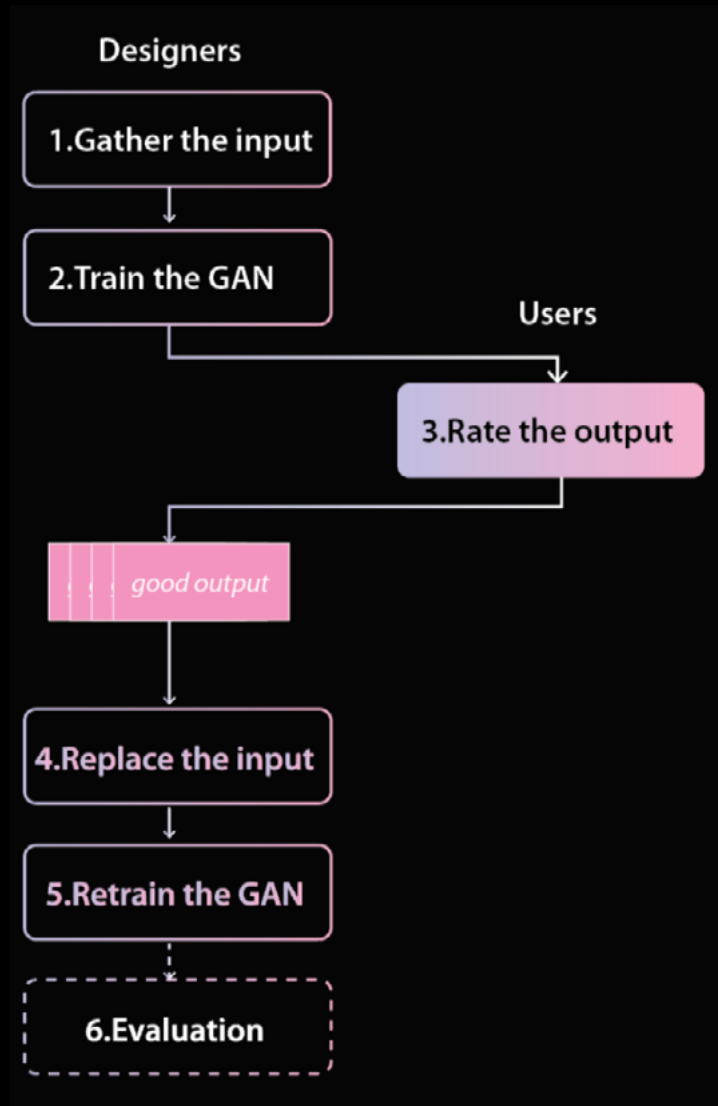 Designers
1.Gather the input
2.Train the GAN
Users
3.Rate the output
good output
4.Replace the input
5.Retrain the GAN
6.Evaluation